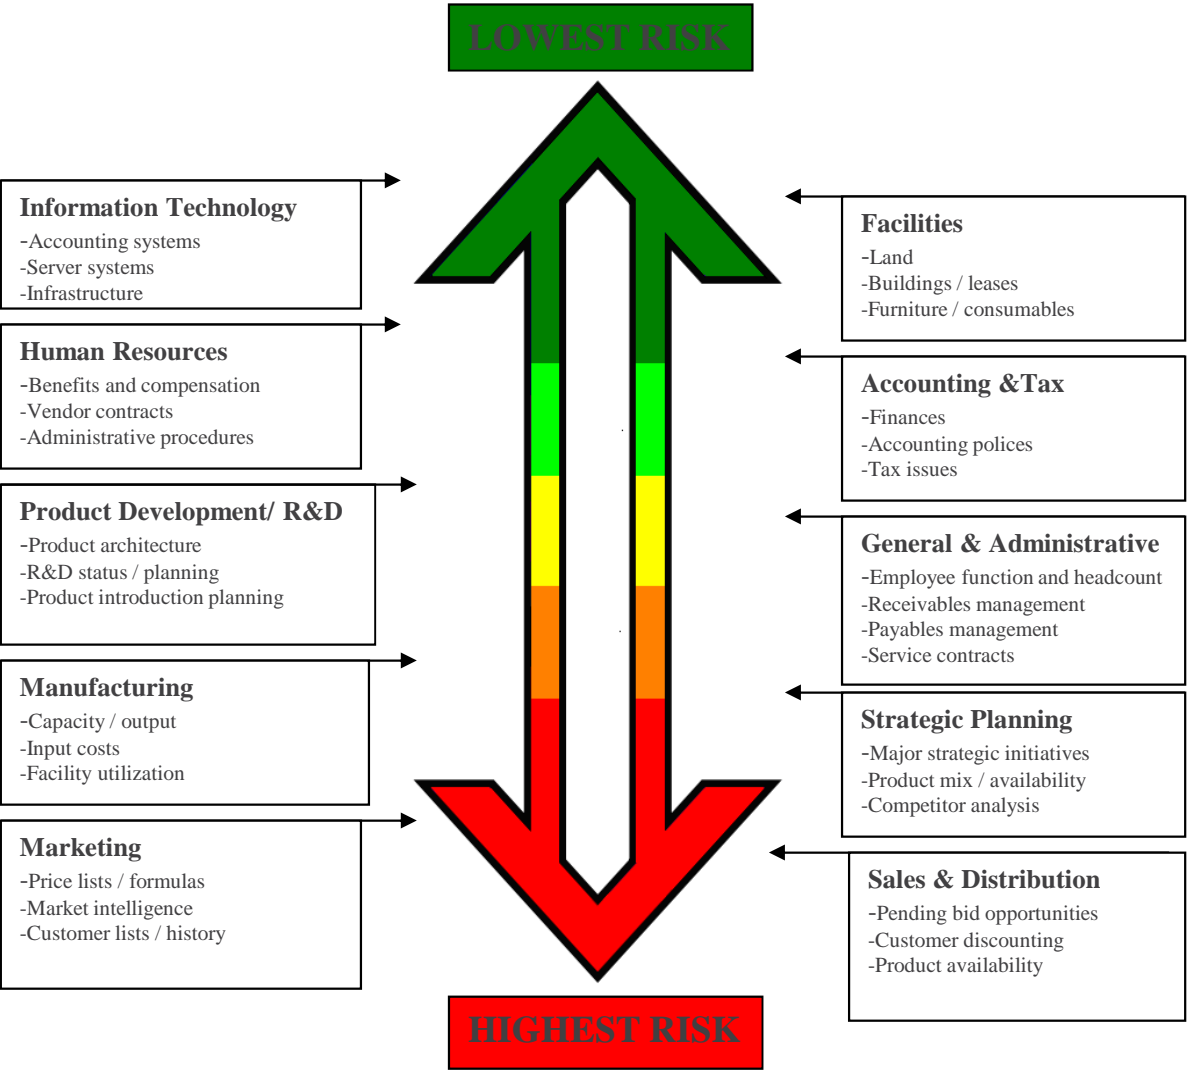 LOWEST RISK
Information Technology
-Accounting systems
-Server systems
-Infrastructure
Human Resources
-Benefits and compensation
-Vendor contracts
-Administrative procedures
Product Development/ R&D
-Product architecture
-R&D status / planning
-Product introduction planning
Manufacturing
-Capacity / output
-Input costs
-Facility utilization
Marketing
-Price lists / formulas
-Market intelligence
-Customer lists / history
Facilities
-Land
-Buildings / leases
-Furniture / consumables
Accounting &Tax
-Finances
-Accounting polices
-Tax issues
General & Administrative
-Employee function and headcount
-Receivables management
-Payables management
-Service contracts
Strategic Planning
-Major strategic initiatives
-Product mix / availability
-Competitor analysis
Sales & Distribution
-Pending bid opportunities
-Customer discounting
-Product availability
HIGHEST RISK